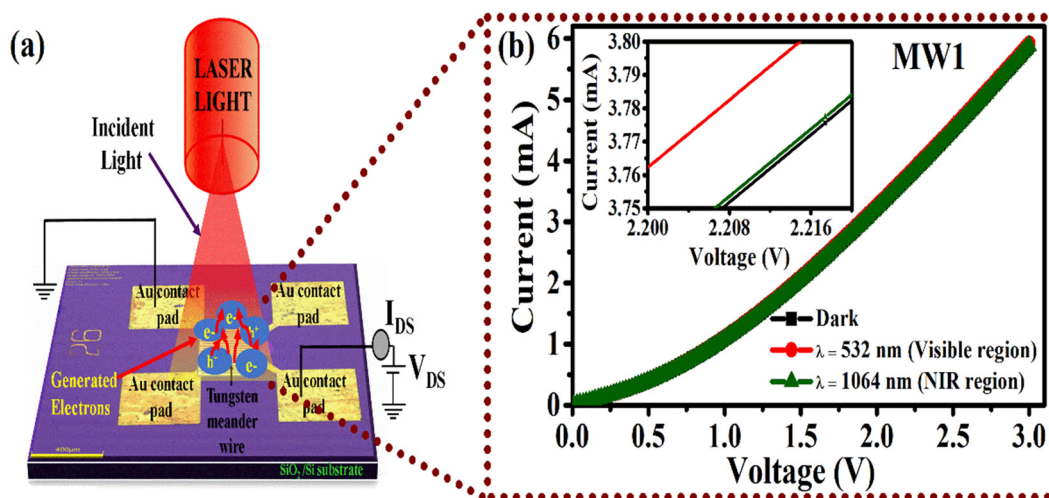 (a)
LASER
LIGHT
Incident
Light
Au contact
pad
Au contact
pad
I_DS
V_DS
e-
e-
h+
h-
e-
26
Generated
Electrons
Au contact
pad
Au contact
pad
Tungsten
meander
wire
400μm
SiO2/Si substrate
(b)
MW1
Current (mA)
6
5
4
3
2
1
0
0.0 0.5 1.0 1.5 2.0 2.5 3.0
Voltage (V)
Current (mA)
3.80
3.79
3.78
3.77
3.76
3.75
2.200 2.208 2.216
Voltage (V)
Dark
λ = 532 nm (Visible region)
λ = 1064 nm (NIR region)